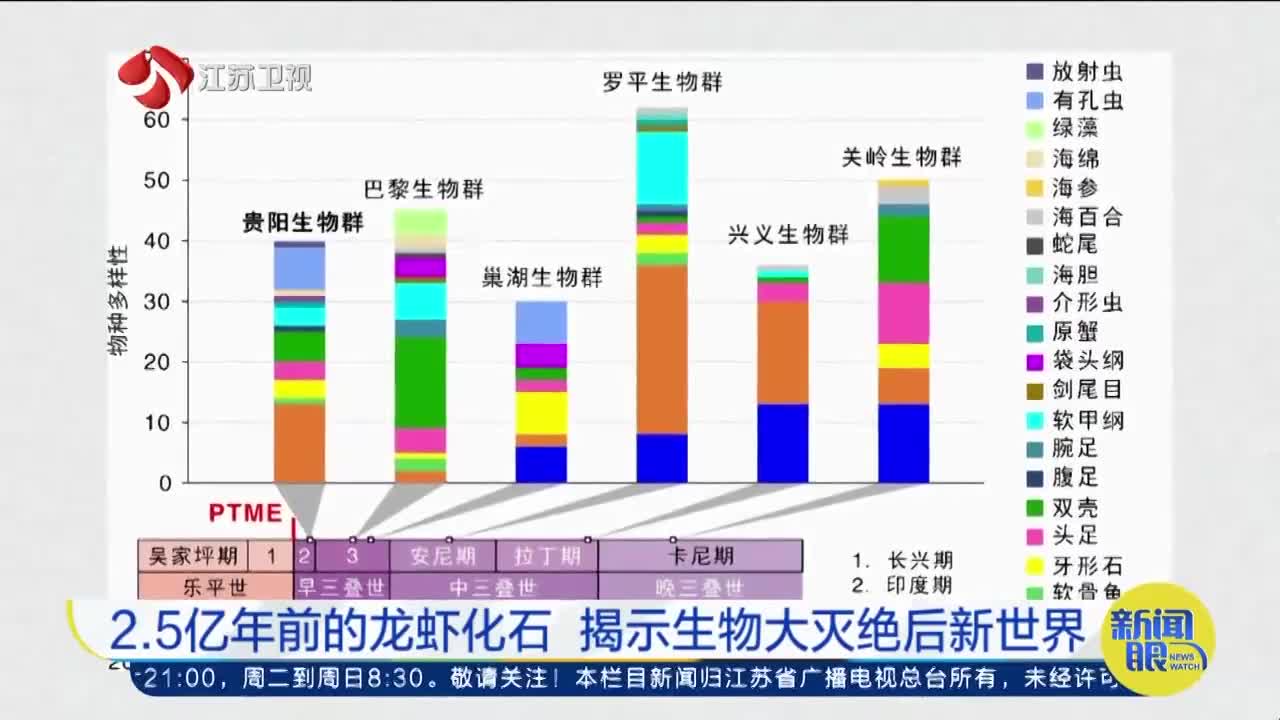 江苏卫视
罗平生物群
关岭生物群
巴黎生物群
贵阳生物群
兴义生物群
巢湖生物群
物种多样性
60
50
40
30
20
10
0
放射虫
有孔虫
绿藻
海绵
海参
海百合
蛇尾
海胆
介形虫
原蟹
袋头纲
剑尾目
软甲纲
腕足
腹足
双壳
头足
牙形石
软骨鱼
PTME
吴家坪期 1 2 3 安尼期 拉丁期 卡尼期
乐平世 早三叠世 中三叠世 晚三叠世
1. 长兴期
2. 印度期
2.5亿年前的龙虾化石 揭示生物大灭绝后新世界
新闻眼
NEWS WATCH
20
-21:00，周二到周日8:30。敬请关注！本栏目新闻归江苏省广播电视总台所有，未经许可